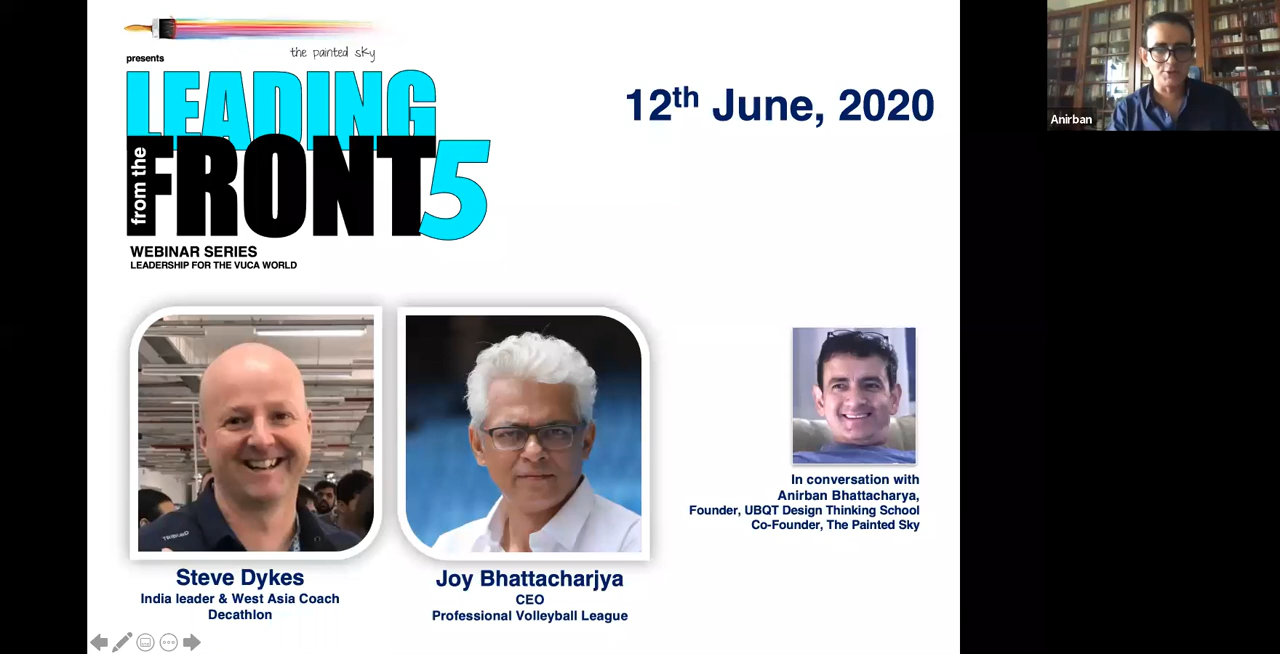 the painted sky
presents
LEADING
from the
FRONT 5
WEBINAR SERIES
LEADERSHIP FOR THE VUCA WORLD
12th June, 2020
Anirban
TRIBORD
Steve Dykes
India leader & West Asia Coach
Decathlon
Joy Bhattacharjya
CEO
Professional Volleyball League
In conversation with
Anirban Bhattacharya,
Founder, UBQT Design Thinking School
Co-Founder, The Painted Sky